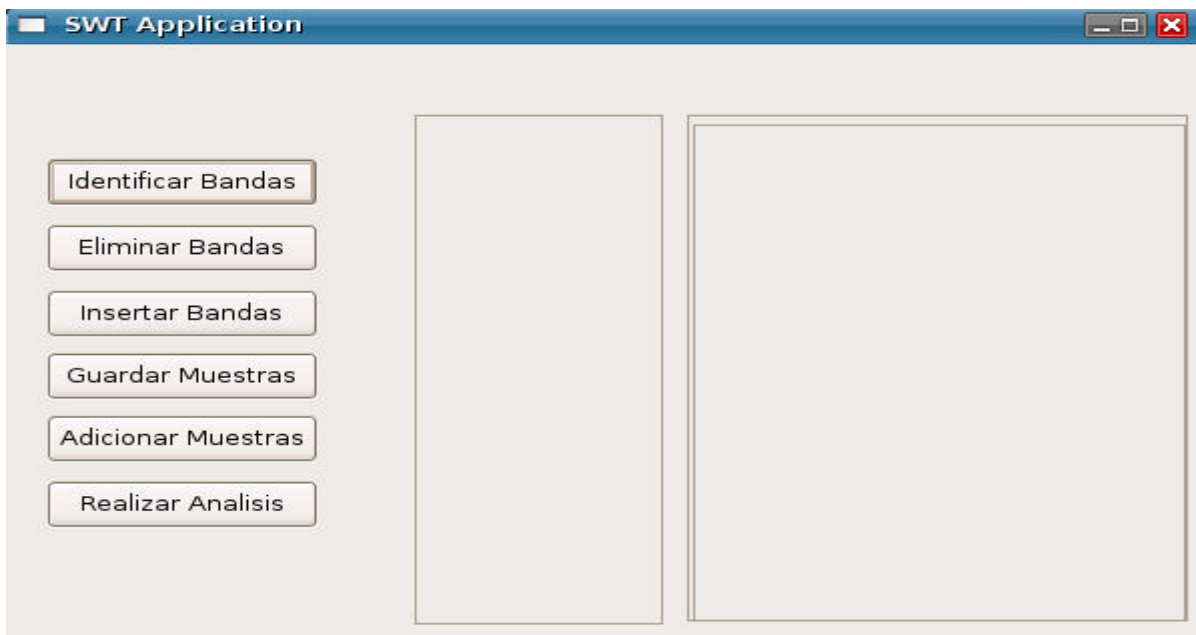 SWT Application
Identificar Bandas
Eliminar Bandas
Insertar Bandas
Guardar Muestras
Adicionar Muestras
Realizar Analisis